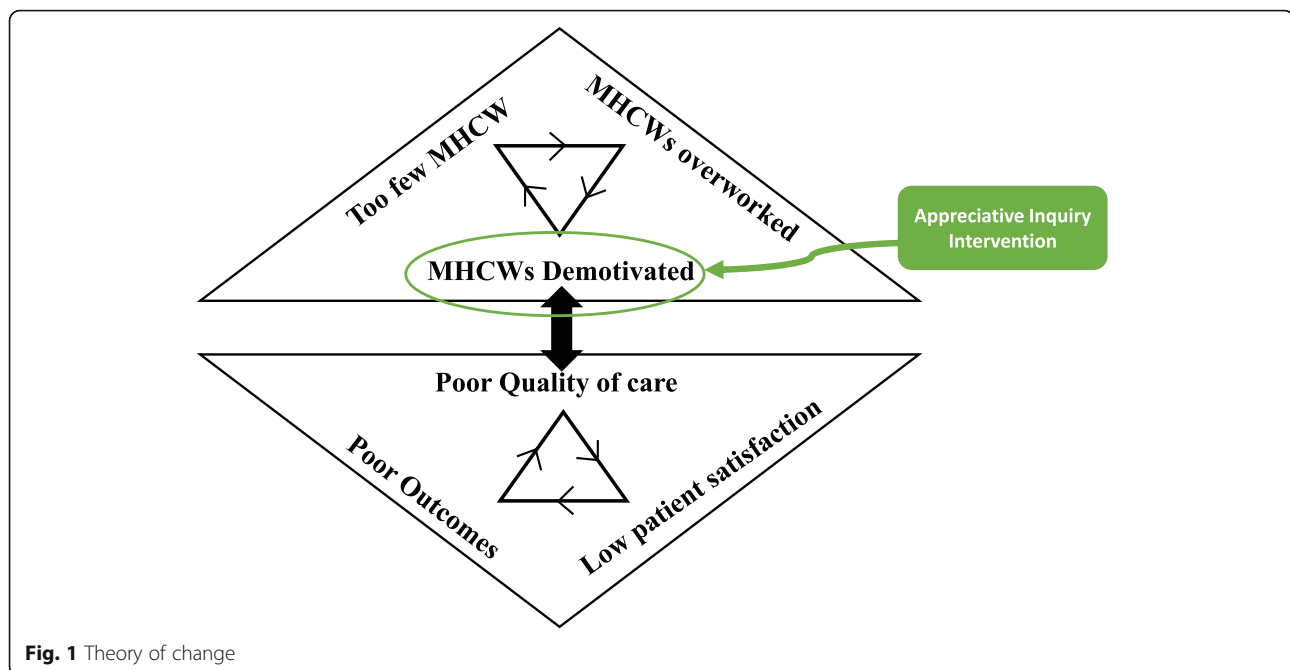 Too few MHCW
MHCWs overworked
MHCWs Demotivated
Appreciative Inquiry
Intervention
Poor Quality of care
Poor Outcomes
Low patient satisfaction
Fig. 1 Theory of change